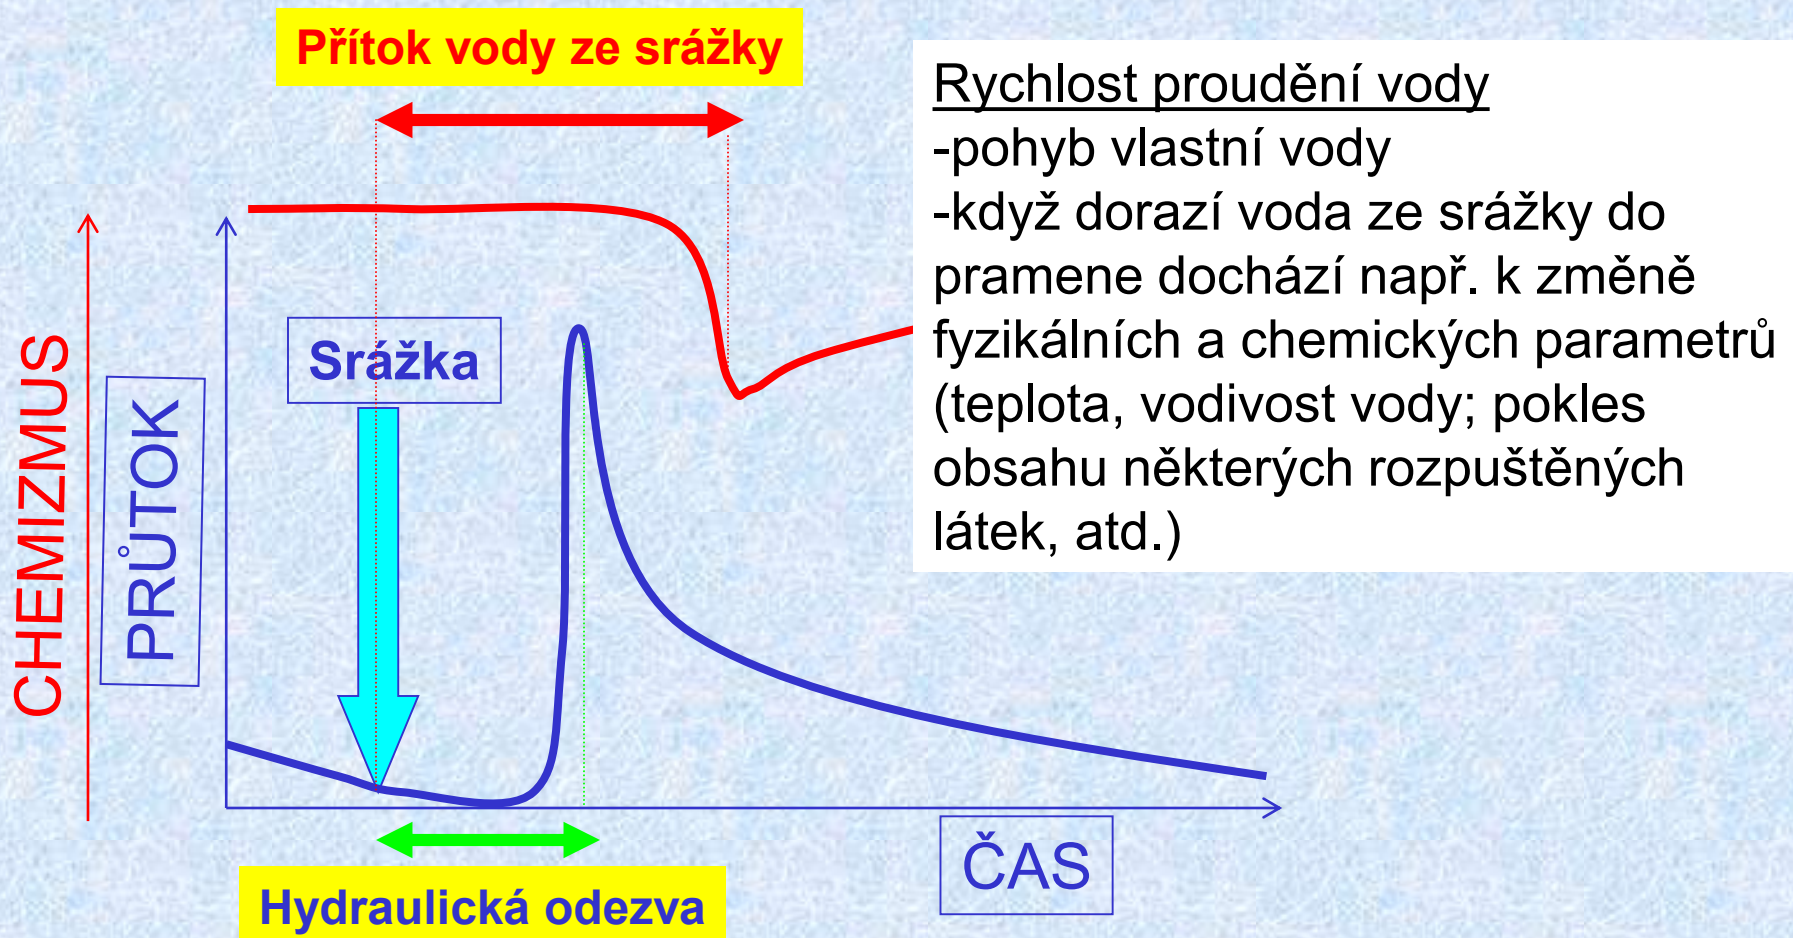 Přítok vody ze srážky
Rychlost proudění vody
-pohyb vlastní vody
-když dorazí voda ze srážky do
pramene dochází např. k změně
fyzikálních a chemických parametrů
(teplota, vodivost vody; pokles
obsahu některých rozpuštěných
látek, atd.)
CHEMIZMUS
PRŮTOK
Srážka
ČAS
Hydraulická odezva